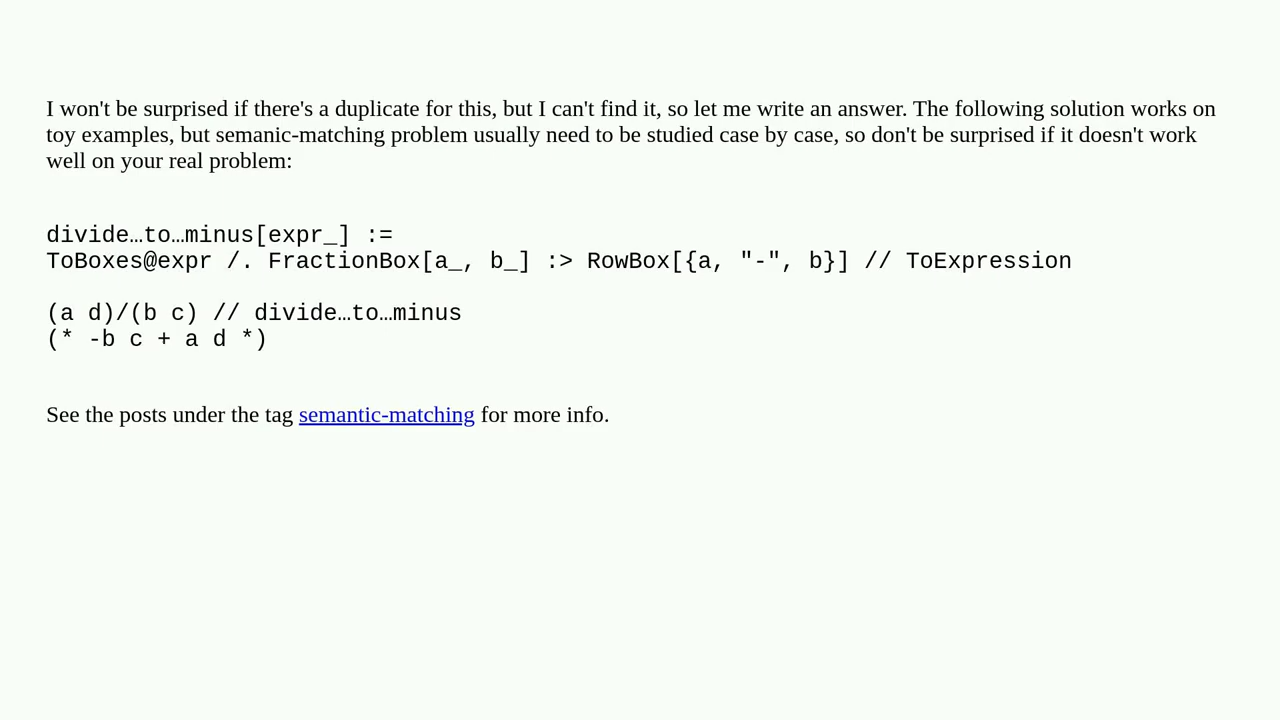 I won't be surprised if there's a duplicate for this, but I can't find it, so let me write an answer. The following solution works on
toy examples, but semanic-matching problem usually need to be studied case by case, so don't be surprised if it doesn't work
well on your real problem:
divide…to…minus[expr_] :=
ToBoxes@expr /. FractionBox[a_, b_] :> RowBox[{a, "-", b}] // ToExpression
(a d)/(b c) // divide…to…minus
(* -b c + a d *)
See the posts under the tag semantic-matching for more info.